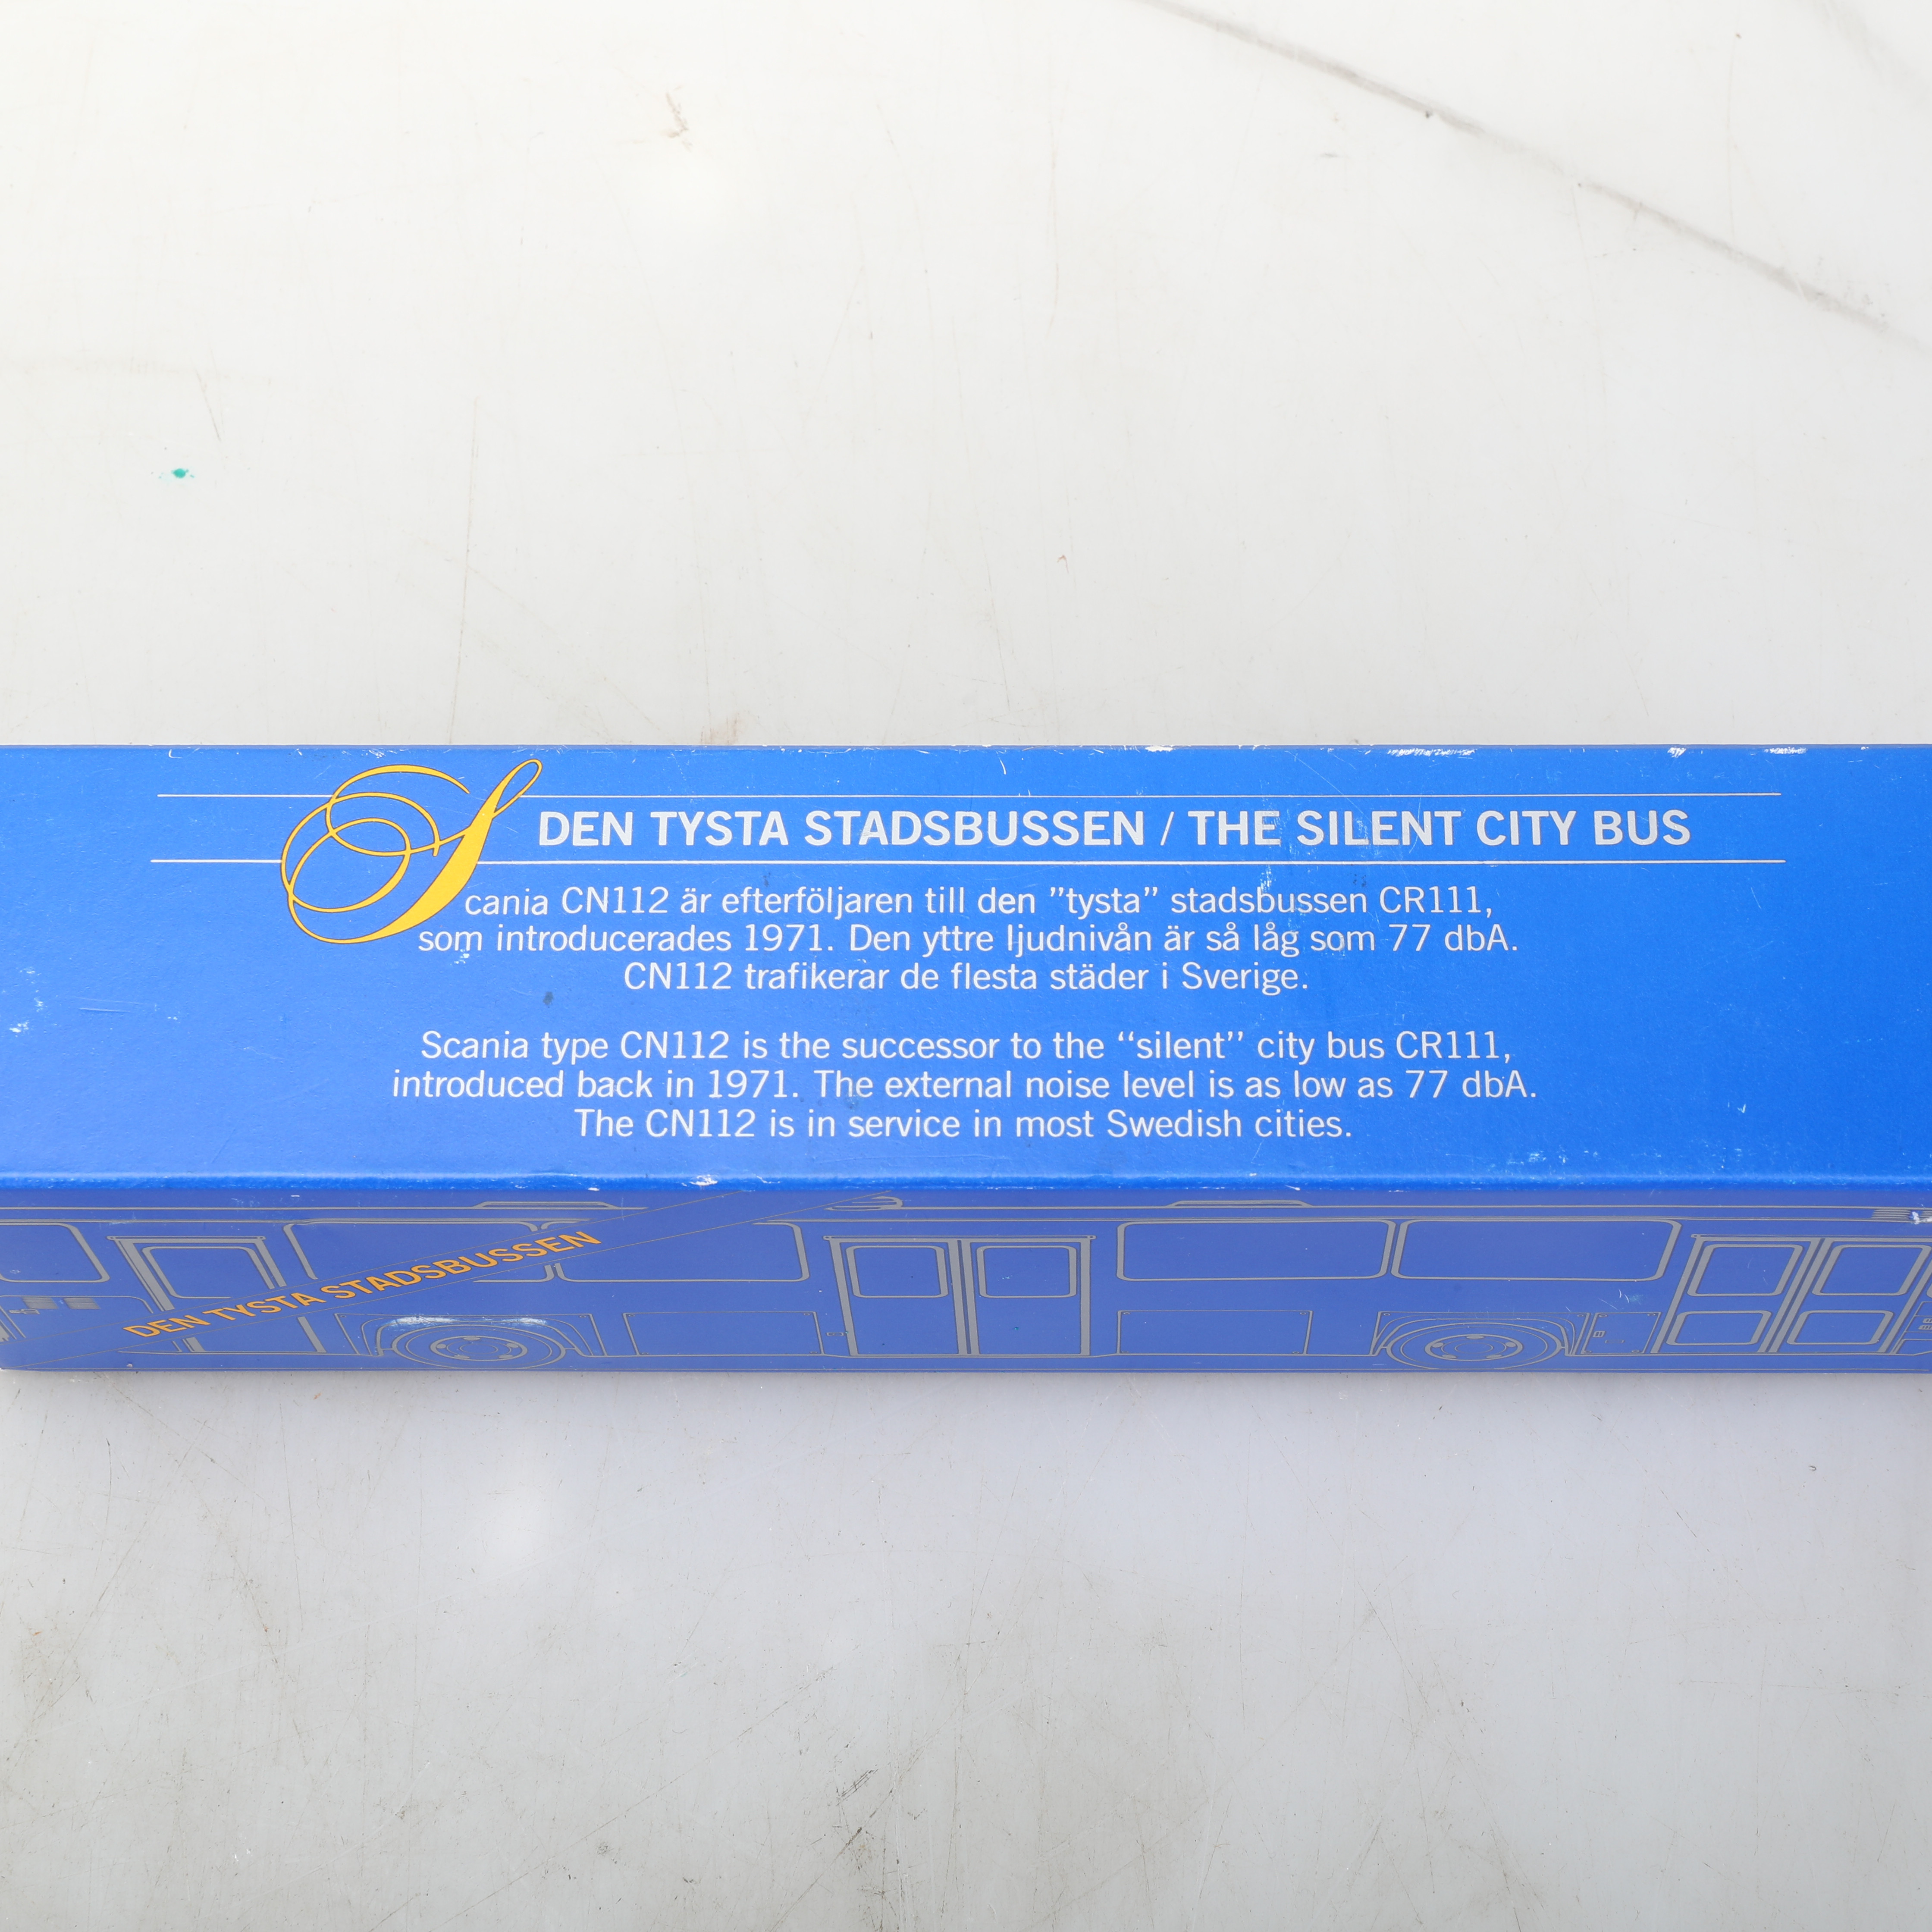 DEN TYSTA STADSBUSSEN / THE SILENT CITY BUS
Scania CN112 är efterföljaren till den ”tysta” stadsbussen CR111,
som introducerades 1971. Den yttre ljudnivån är så låg som 77 dbA.
CN112 trafikerar de flesta städer i Sverige.
Scania type CN112 is the successor to the “silent” city bus CR111,
introduced back in 1971. The external noise level is as low as 77 dbA.
The CN112 is in service in most Swedish cities.
DEN TYSTA STADSBUSSEN